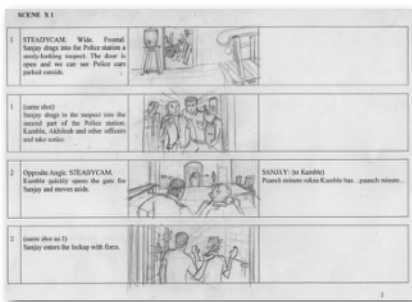 SCENE X 1
1
STEADYCAM. Wide. Frontal.
Sanjay drags into the Police station a
seedy-looking suspect. The door is
open and we can see Police cars
parked outside.
1
(same shot)
Sanjay drags in the suspect into the
second part of the Police station.
Kamble, Akhilesh and other officers
and take notice.
2
Opposite Angle: STEADYCAM.
Kamble quickly opens the gate for
Sanjay and moves aside.
SANJAY: (to Kamble)
Paanch minute rakna Kamble bas...paanch minute...
2
(same shot no 2)
Sanjay enters the lockup with force.
1